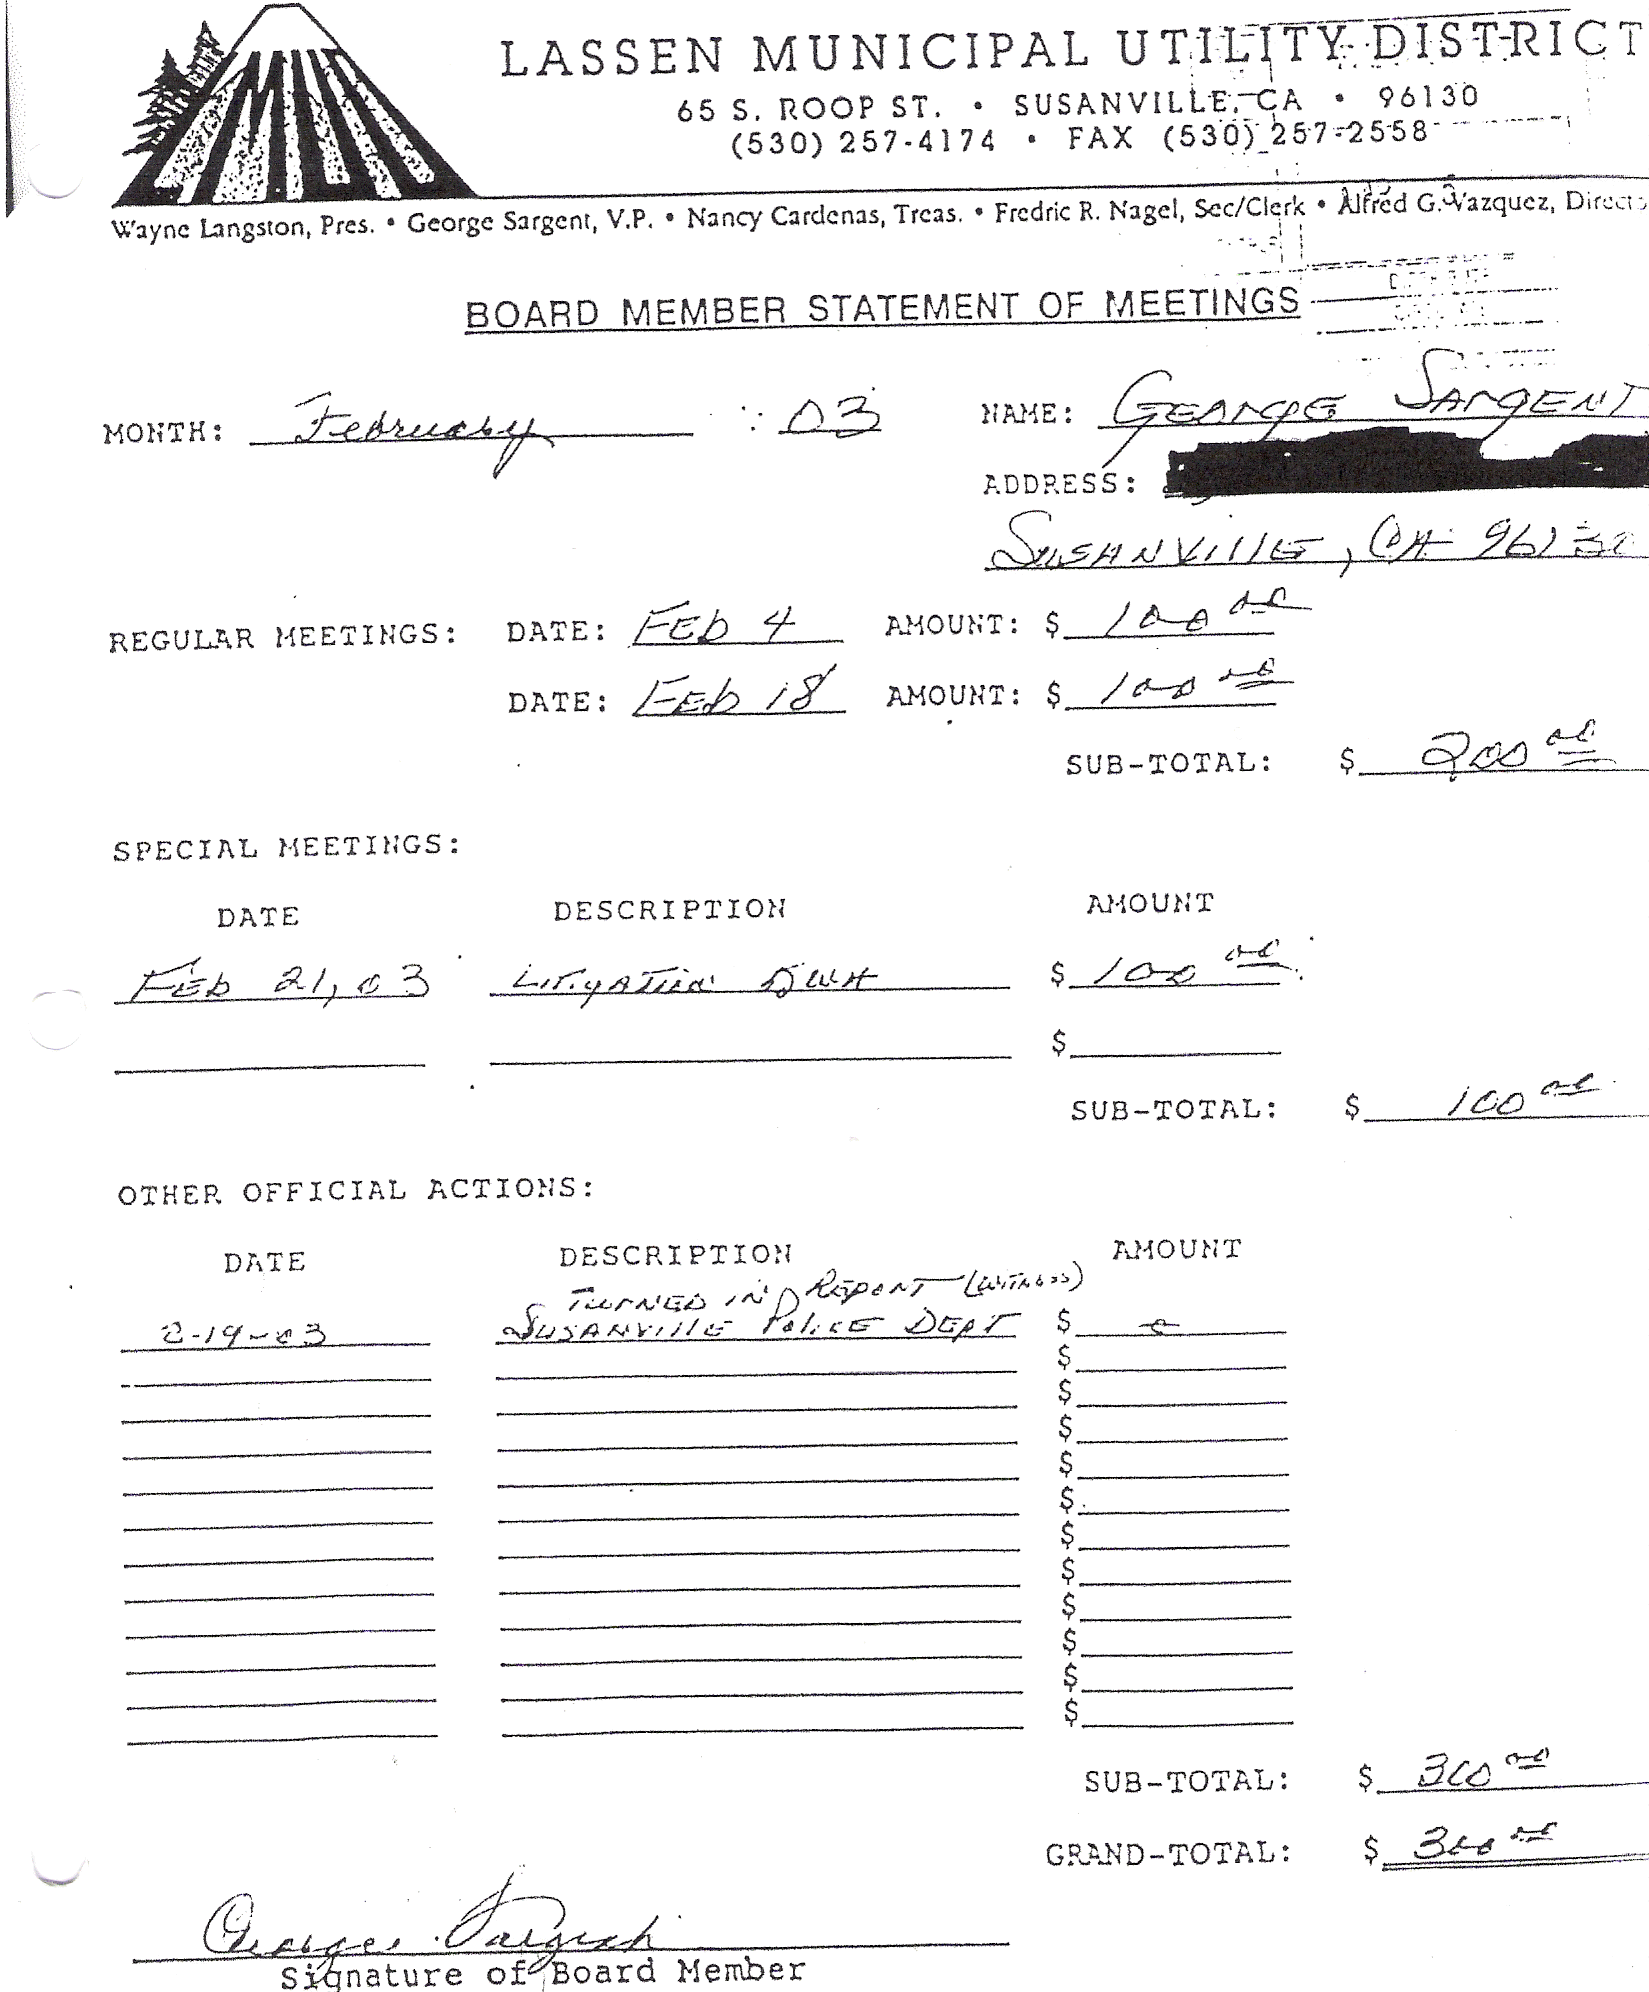 LASSEN MUNICIPAL UTILITY DISTRICT
65 S. ROOP ST. • SUSANVILLE, CA • 96130
(530) 257-4174 • FAX (530) 257-2558
Wayne Langston, Pres. • George Sargent, V.P. • Nancy Cardenas, Treas. • Fredric R. Nagel, Sec/Clerk • Alfred G. Vazquez, Directo
BOARD MEMBER STATEMENT OF MEETINGS
MONTH: February 03 NAME: GEORGE SARGENT
ADDRESS:
SUSANVILLE, CA 96130
REGULAR MEETINGS: DATE: FEB 4 AMOUNT: $ 100 00
DATE: FEB 18 AMOUNT: $ 100 00
SUB-TOTAL: $ 200 00
SPECIAL MEETINGS:
DATE DESCRIPTION AMOUNT
FEB 21, 03 LITIGATION $ 100 00
$
SUB-TOTAL: $ 100 00
OTHER OFFICIAL ACTIONS:
DATE DESCRIPTION AMOUNT
TURNED IN REPORT (WITNESS)
2-19-03 SUSANVILLE POLICE DEPT $ 0
$
$
$
$
$
$
$
$
$
$
$
SUB-TOTAL: $ 300 00
GRAND-TOTAL: $ 300 00
George Sargent
Signature of Board Member